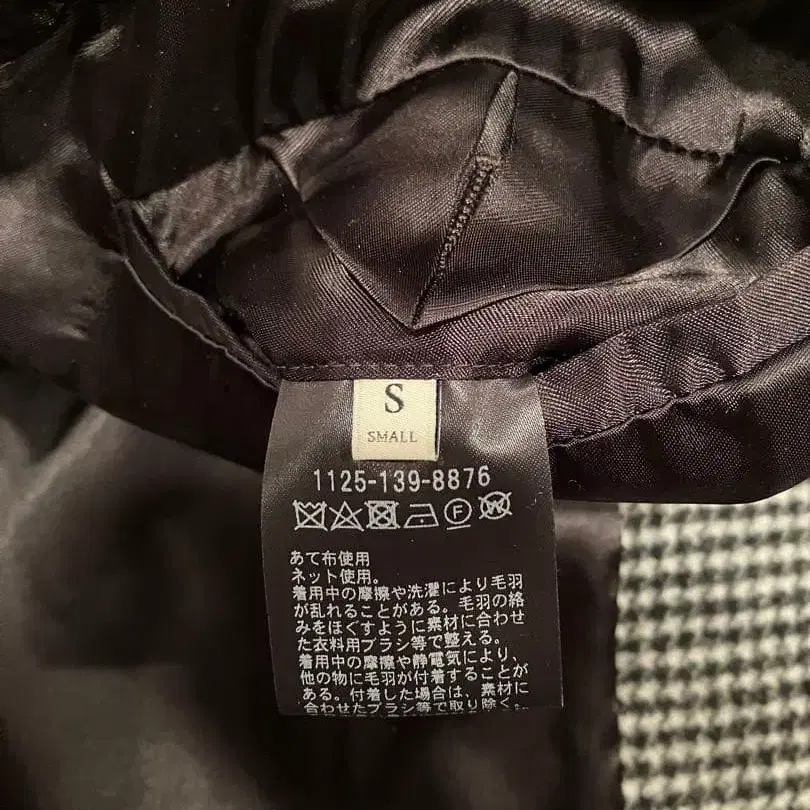 S
SMALL
1125-139-8876
あて布使用
ネット使用。
着用中の摩擦や洗濯により毛羽
が乱れることがある。毛羽の絡
みをほぐすように素材に合わせ
た衣料用ブラシ等で整える。
着用中の摩擦や静電気により、
他の物に毛羽が付着することが
ある。付着した場合は、素材に
合わせたブラシ等で取り除く。